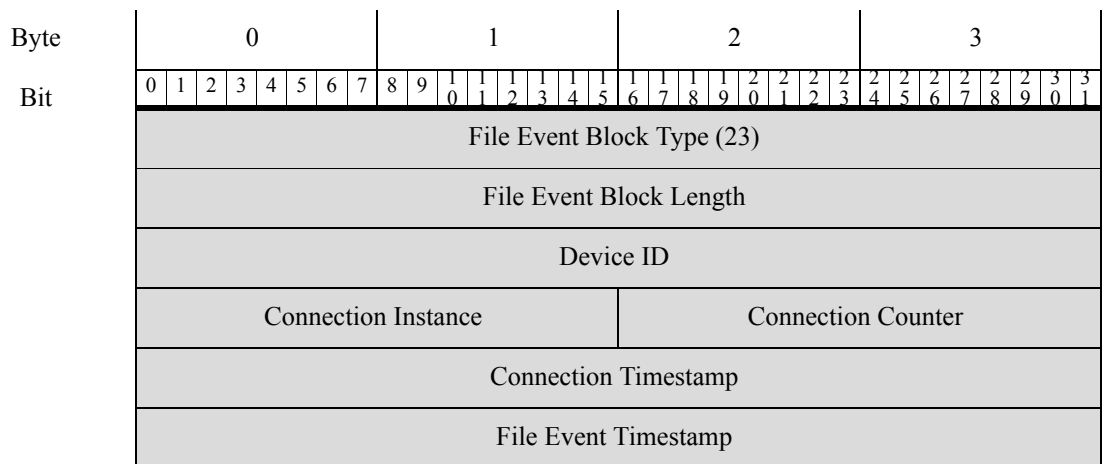 Byte 0 1 2 3
Bit 0 1 2 3 4 5 6 7 8 9 10 11 12 13 14 15 16 17 18 19 20 21 22 23 24 25 26 27 28 29 30 31
File Event Block Type (23)
File Event Block Length
Device ID
Connection Instance Connection Counter
Connection Timestamp
File Event Timestamp